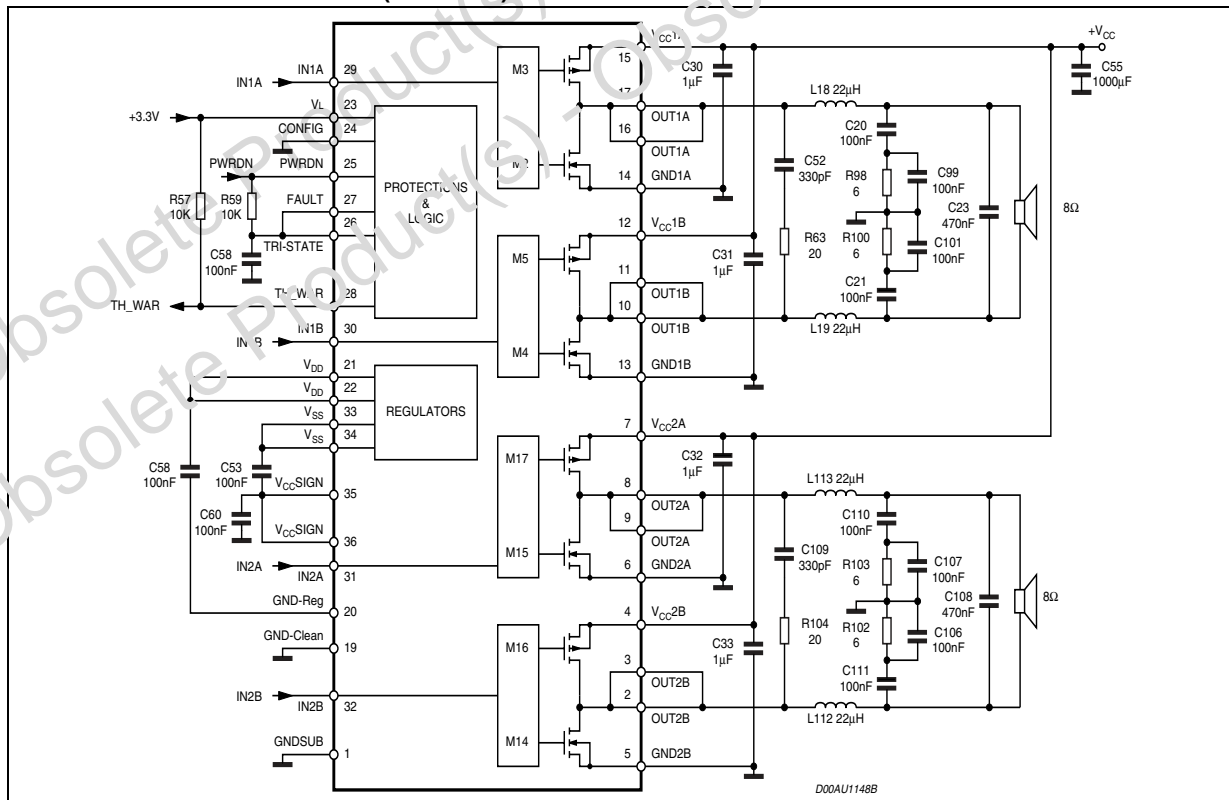 Obsolete Product(s) - Obso
Obsolete Product(s)
29
IN1A
IN1A
23
+3.3V
CONFIG
24
PWRDN
PWRDN
25
FAULT
27
26
TRI-STATE
R57
10K
R59
10K
C58
100nF
PROTECTIONS
&
LOGIC
TH_WAR
TH_WAR
28
IN1B
30
VDD
21
VDD
22
VSS
33
VSS
34
REGULATORS
C58
100nF
C53
100nF
VCCSIGN
35
C60
100nF
VCCSIGN
36
IN2A
IN2A
31
GND-Reg
20
GND-Clean
19
IN2B
IN2B
32
GNDSUB
1
M3
15
17
OUT1A
16
OUT1A
14
GND1A
M5
M4
12
VCC1B
11
OUT1B
10
OUT1B
13
GND1B
M17
M15
7
VCC2A
8
OUT2A
9
OUT2A
6
GND2A
M16
M14
4
VCC2B
3
OUT2B
2
OUT2B
5
GND2B
C30
1µF
C31
1µF
C32
1µF
C33
1µF
+VCC
C55
1000µF
L18 22µH
C20
100nF
C52
330pF
R98
6
C99
100nF
R63
20
R100
6
C101
100nF
C21
100nF
C23
470nF
8Ω
L19 22µH
L113 22µH
C110
100nF
C109
330pF
R103
6
C107
100nF
R104
20
R102
6
C106
100nF
C111
100nF
C108
470nF
8Ω
L112 22µH
D00AU1148B